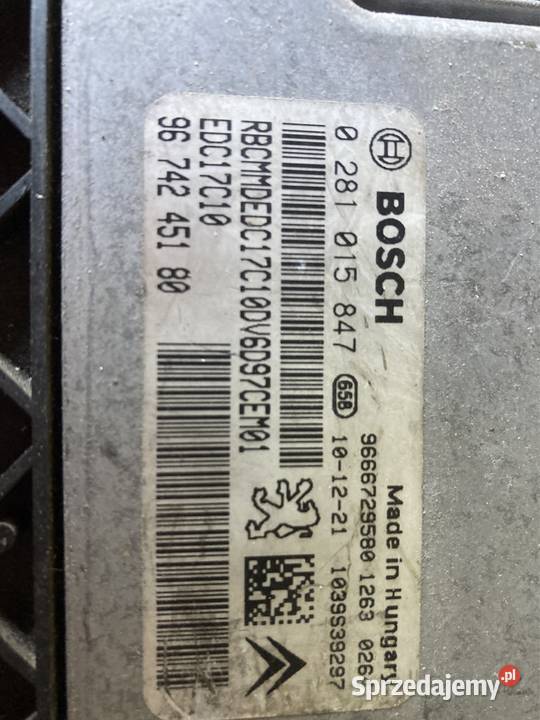 BOSCH
Made in Hungary
0 281 015 847
9666729580 1263 026
658
10-12-21 1039S39297
RBCMMDEDC17C10DV6D97CEM01
EDC17C10
96 742 451 80
Sprzedajemy.pl